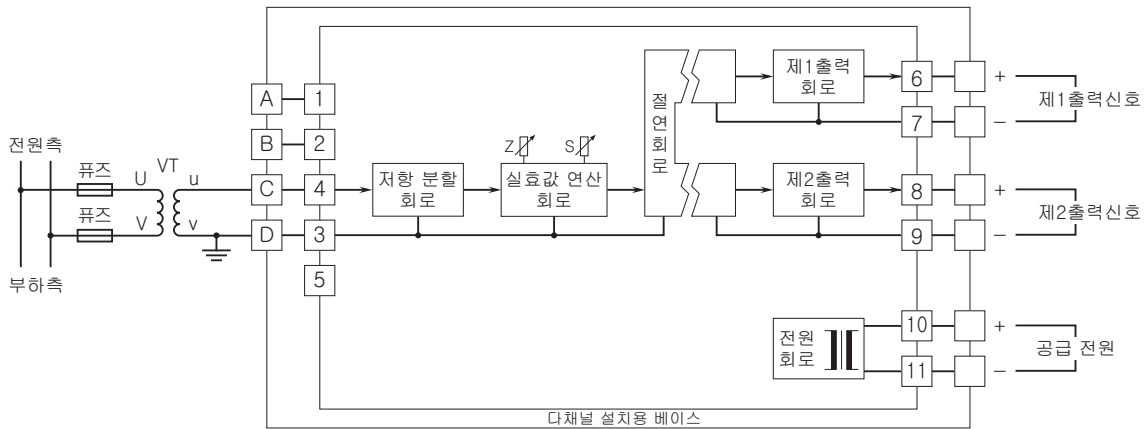 전원측
부하측
퓨즈
퓨즈
VT
U
u
V
v
A
B
C
D
1
2
4
3
5
저항 분할
회로
Z
S
실효값 연산
회로
절
연
회
로
제1출력
회로
제2출력
회로
전원
회로
6
7
8
9
10
11
+
−
제1출력신호
+
−
제2출력신호
+
−
공급 전원
다채널 설치용 베이스